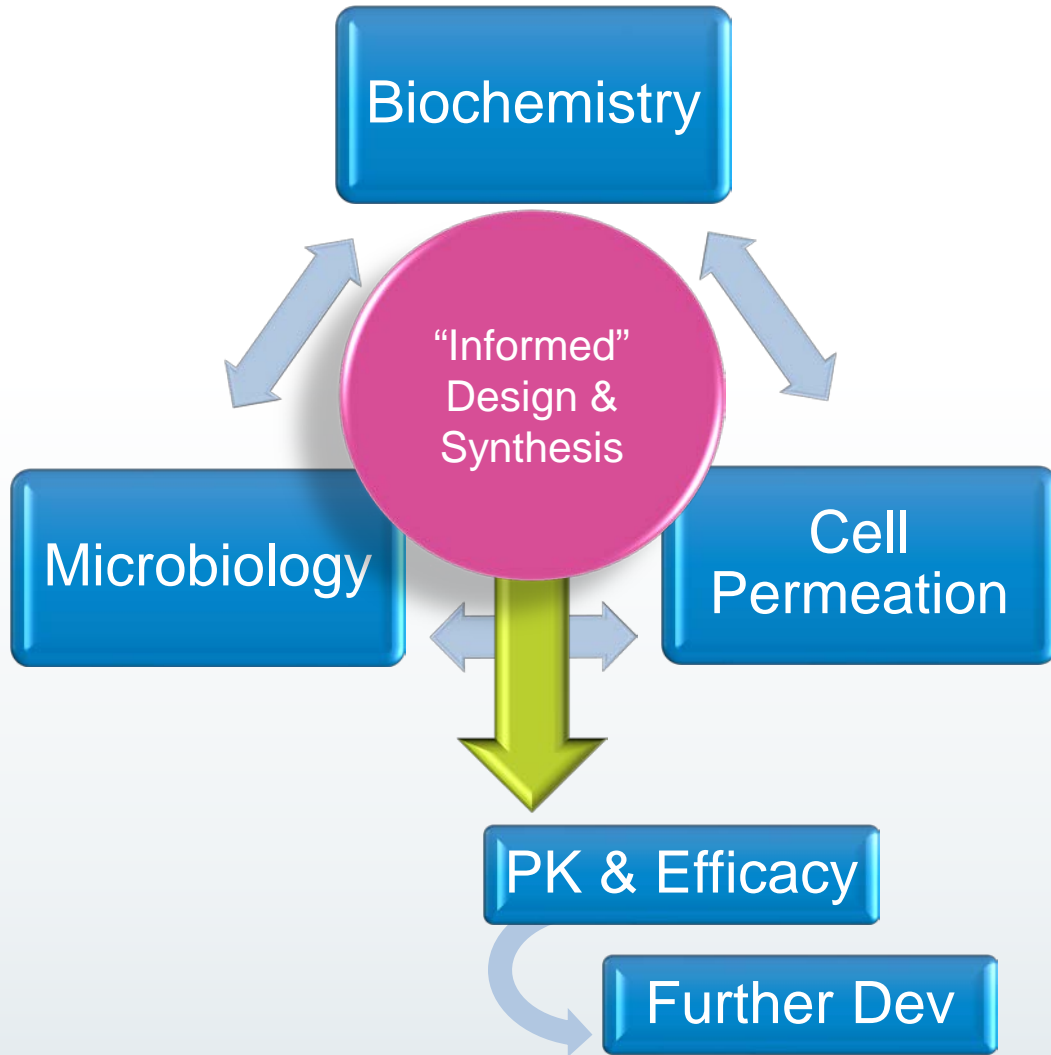 Biochemistry
“Informed”
Design &
Synthesis
Microbiology
Cell
Permeation
PK & Efficacy
Further Dev